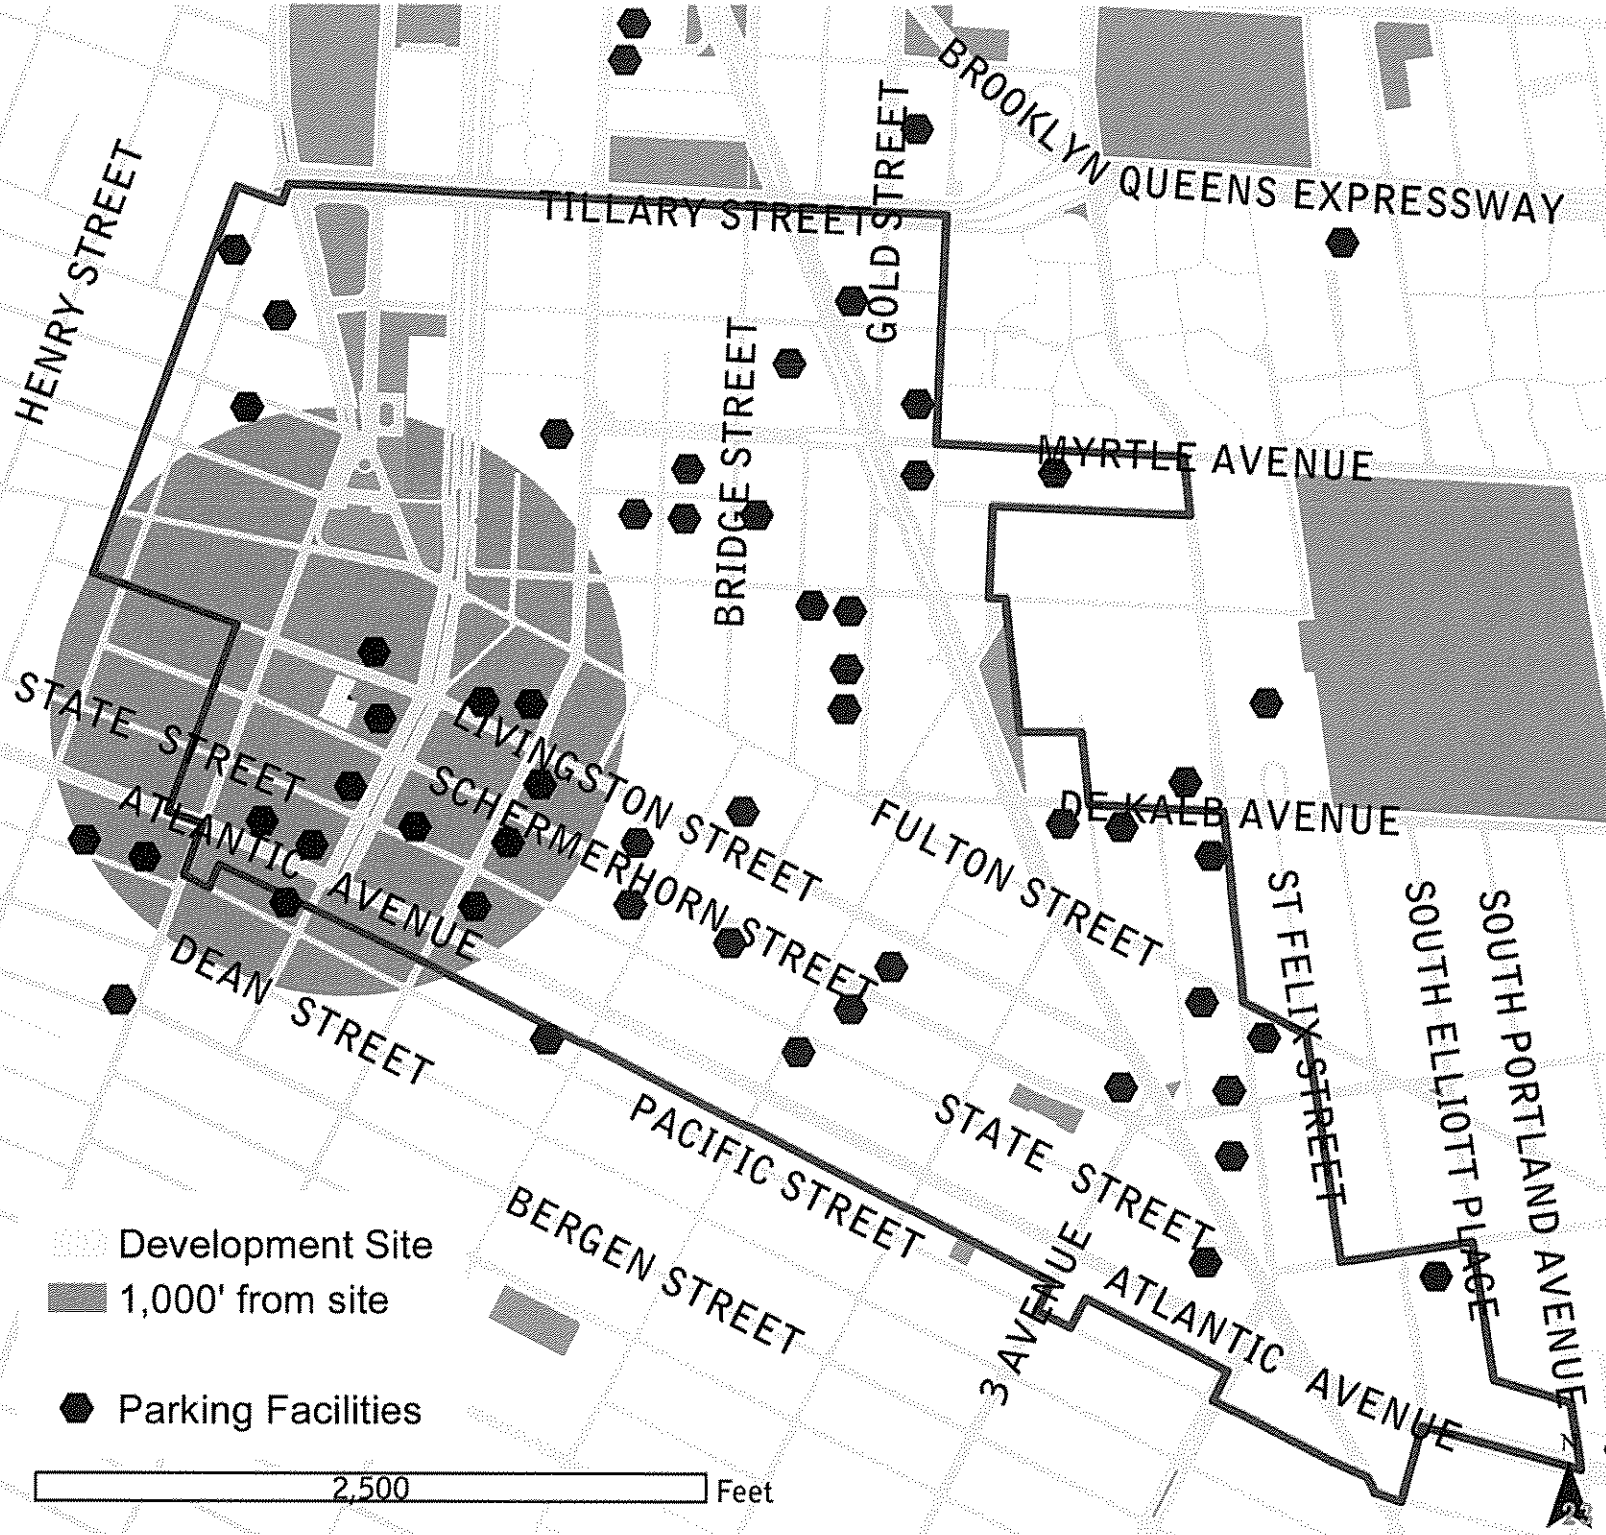 BROOKLYN QUEENS EXPRESSWAY
TILLARY STREET
GOLD STREET
HENRY STREET
BRIDGE STREET
MYRTLE AVENUE
STATE STREET
LIVINGSTON STREET
SCHERMERHORN STREET
ATLANTIC AVENUE
DE KALB AVENUE
FULTON STREET
ST FELIX STREET
SOUTH ELLIOTT PLACE
SOUTH PORTLAND AVENUE
DEAN STREET
PACIFIC STREET
STATE STREET
BERGEN STREET
3 AVENUE
ATLANTIC AVENUE
Development Site
1,000' from site
Parking Facilities
2,500 Feet
N